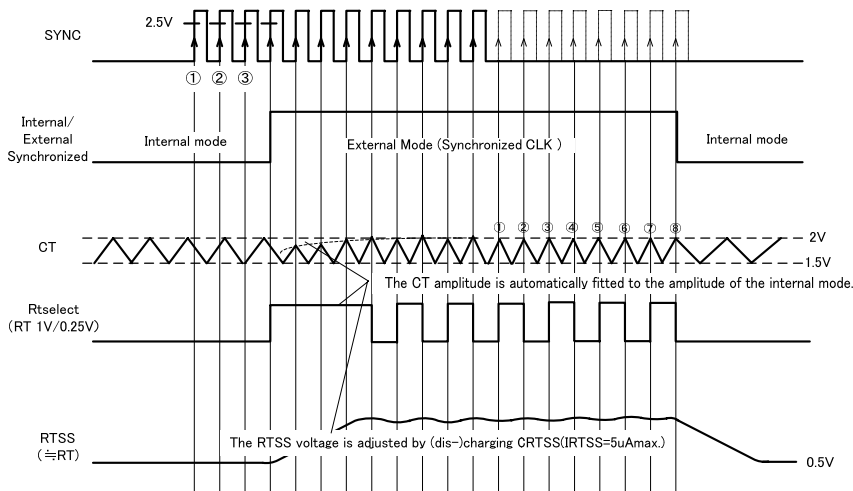 SYNC
2.5V
① ② ③
Internal/
External
Synchronized
Internal mode
External Mode (Synchronized CLK )
Internal mode
① ② ③ ④ ⑤ ⑥ ⑦ ⑧
CT
2V
1.5V
The CT amplitude is automatically fitted to the amplitude of the internal mode.
Rtselect
(RT 1V/0.25V)
The RTSS voltage is adjusted by (dis-)charging CRTSS(IRTSS=5uAmax.)
RTSS
(≒RT)
0.5V